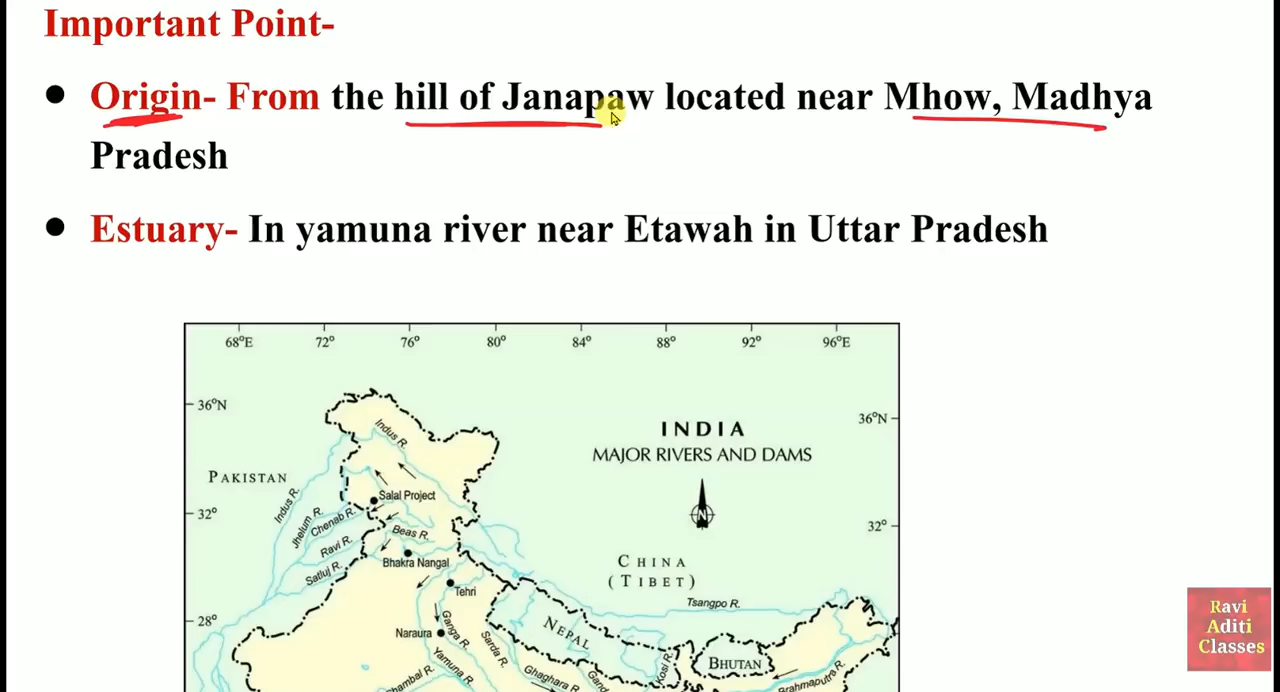 Important Point-
● Origin- From the hill of Janapaw located near Mhow, Madhya
Pradesh
● Estuary- In yamuna river near Etawah in Uttar Pradesh
68°E 72° 76° 80° 84° 88° 92° 96°E
36°N
36°N
INDIA
MAJOR RIVERS AND DAMS
Indus R.
PAKISTAN
Salal Project
Indus R.
Jhelum R.
Chenab R.
32°
N
32°
Ravi R.
Beas R.
Satluj R.
Bhakra Nangal
CHINA
(TIBET)
Tehri
Tsangpo R.
28°
Naraura
Ganga R.
Sarda R.
NEPAL
Kosi R.
BHUTAN
Yamuna R.
hambal R.
Ghaghara R.
Gand
Brahmaputra R.
Ravi
Aditi
Classes